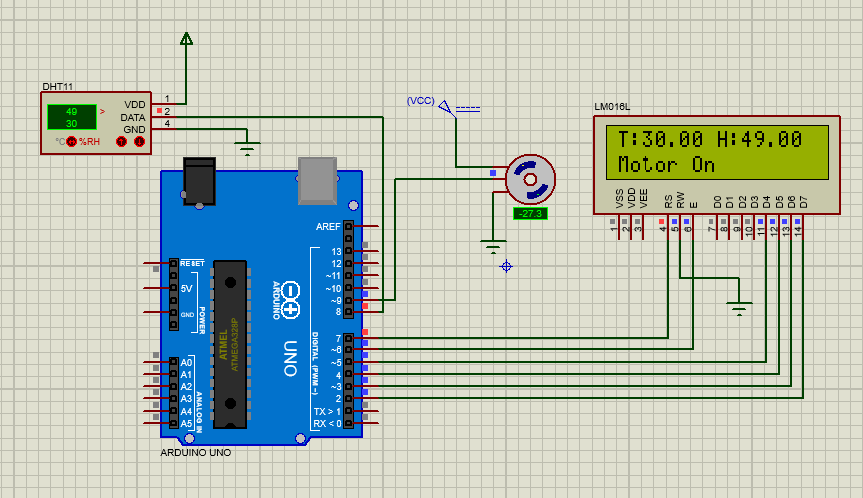 DHT11
49
30
>
°C
%RH
VDD
DATA
GND
1
2
4
(VCC)
-27.3
LM016L
T:30.00 H:49.00
Motor On
VSS
VDD
VEE
RS
RW
E
D0
D1
D2
D3
D4
D5
D6
D7
1
2
3
4
5
6
7
8
9
10
11
12
13
14
RESET
5V
GND
POWER
A0
A1
A2
A3
A4
A5
ANALOG IN
ATMEL
ATMEGA328P
ARDUINO
UNO
AREF
13
12
~11
~10
~9
8
7
~6
~5
4
~3
2
TX > 1
RX < 0
DIGITAL (PWM ~)
ARDUINO UNO